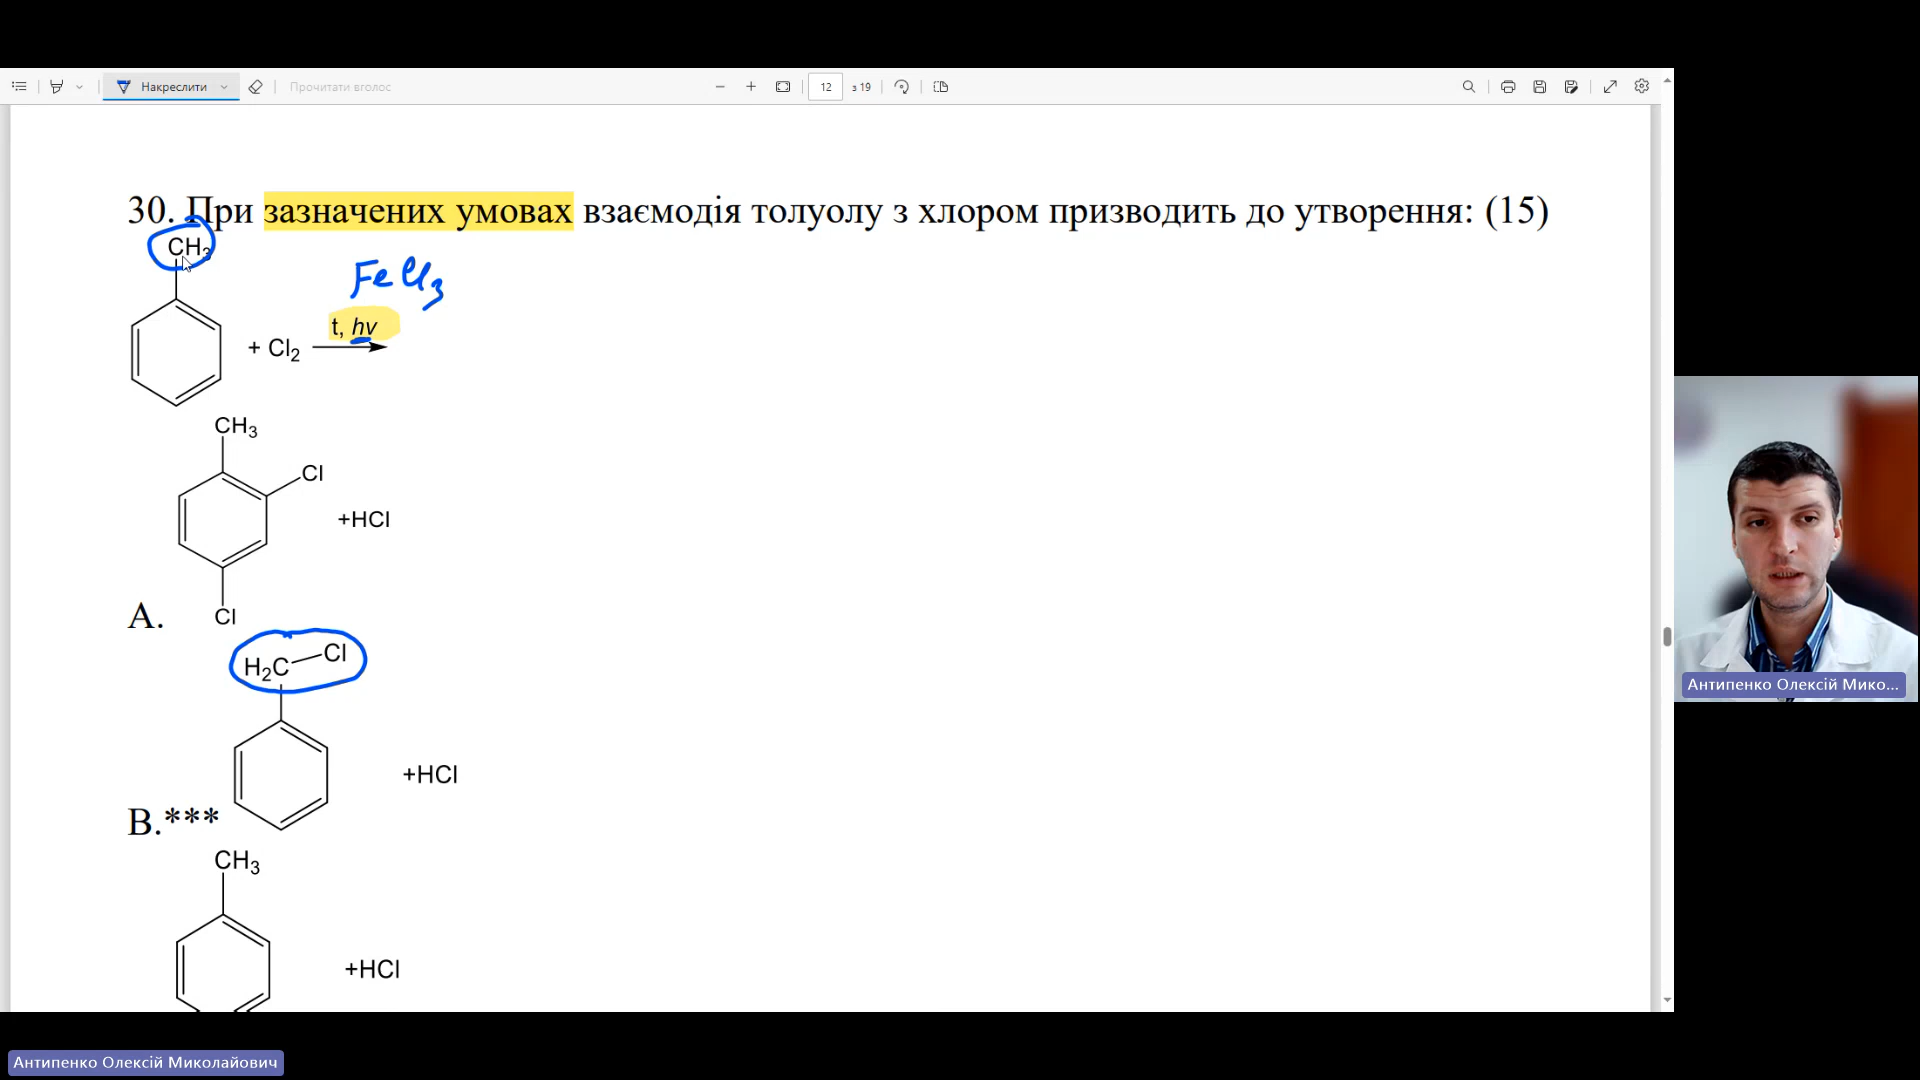 Накреслити
Прочитати вголос
12
з 19
30. При зазначених умовах взаємодія толуолу з хлором призводить до утворення: (15)
CH3
FeCl3
t, hv
+ Cl2
CH3
Cl
+HCl
Cl
A.
H2C
Cl
+HCl
B.***
CH3
+HCl
Антипенко Олексій Мико...
Антипенко Олексій Миколайович